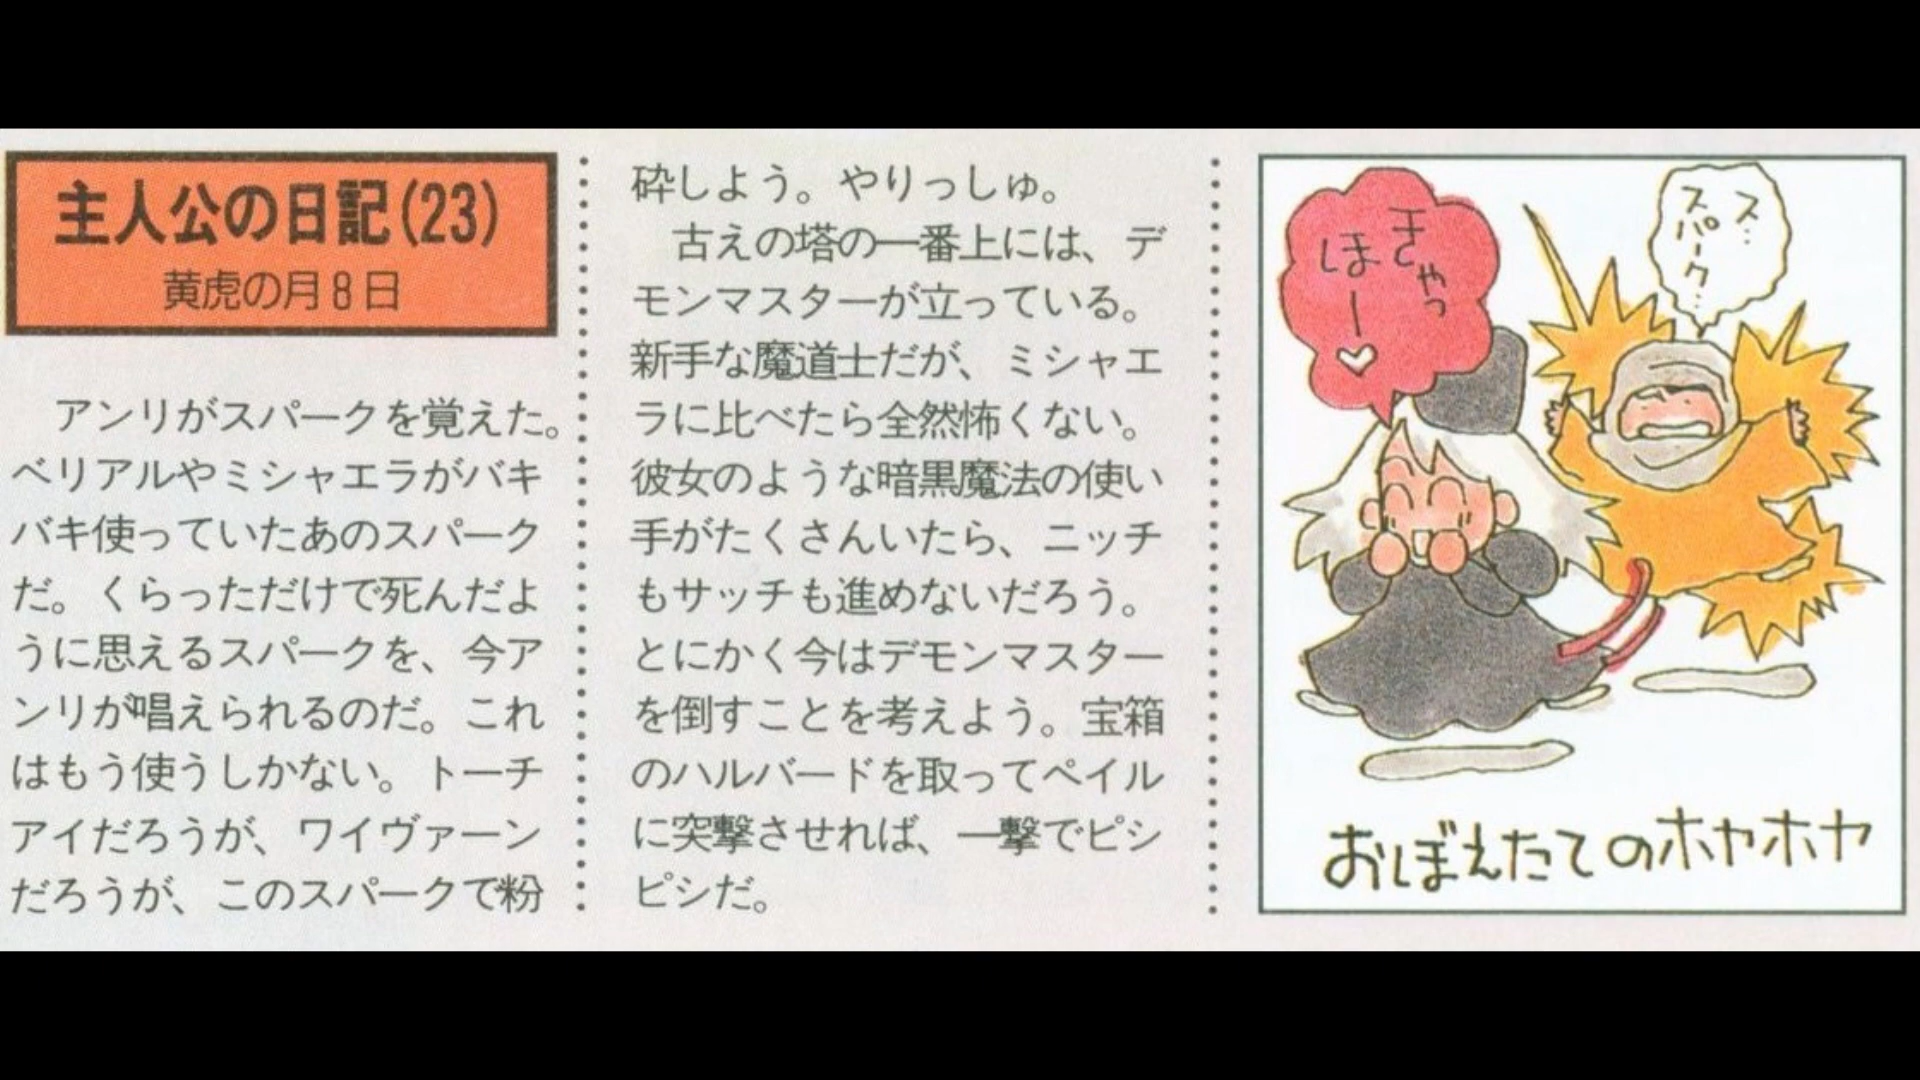 主人公の日記(23)
黄虎の月8日
アンリがスパークを覚えた。
ベリアルやミシャエラがバキ
バキ使っていたあのスパーク
だ。くらっただけで死んだよ
うに思えるスパークを、今ア
ンリが唱えられるのだ。これ
はもう使うしかない。トーチ
アイだろうが、ワイヴァーン
だろうが、このスパークで粉
砕しよう。やりっしゅ。
古えの塔の一番上には、デ
モンマスターが立っている。
新手な魔道士だが、ミシャエ
ラに比べたら全然怖くない。
彼女のような暗黒魔法の使い
手がたくさんいたら、ニッチ
もサッチも進めないだろう。
とにかく今はデモンマスター
を倒すことを考えよう。宝箱
のハルバードを取ってペイル
に突撃させれば、一撃でピシ
ピシだ。
ス…
スパーク…
きゃっ
ほー♡
おぼえたてのホヤホヤ